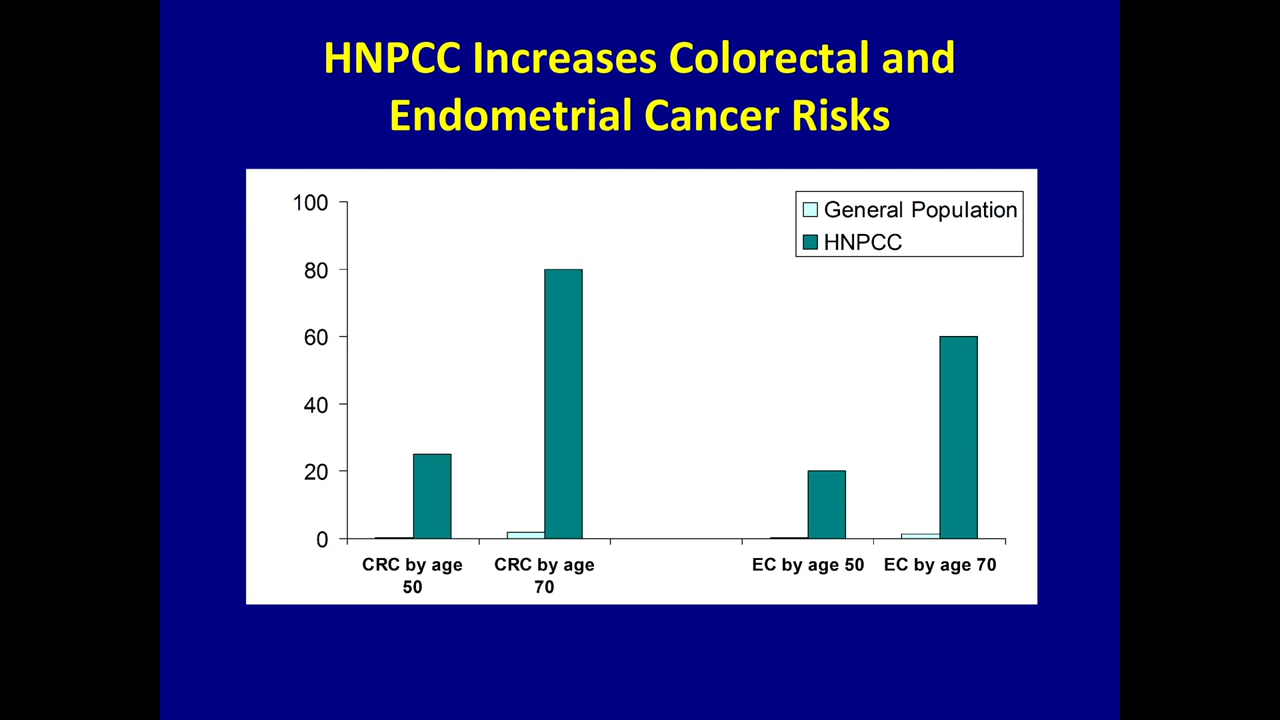 HNPCC Increases Colorectal and
Endometrial Cancer Risks
100
80
60
40
20
0
General Population
HNPCC
CRC by age
50
CRC by age
70
EC by age 50
EC by age 70